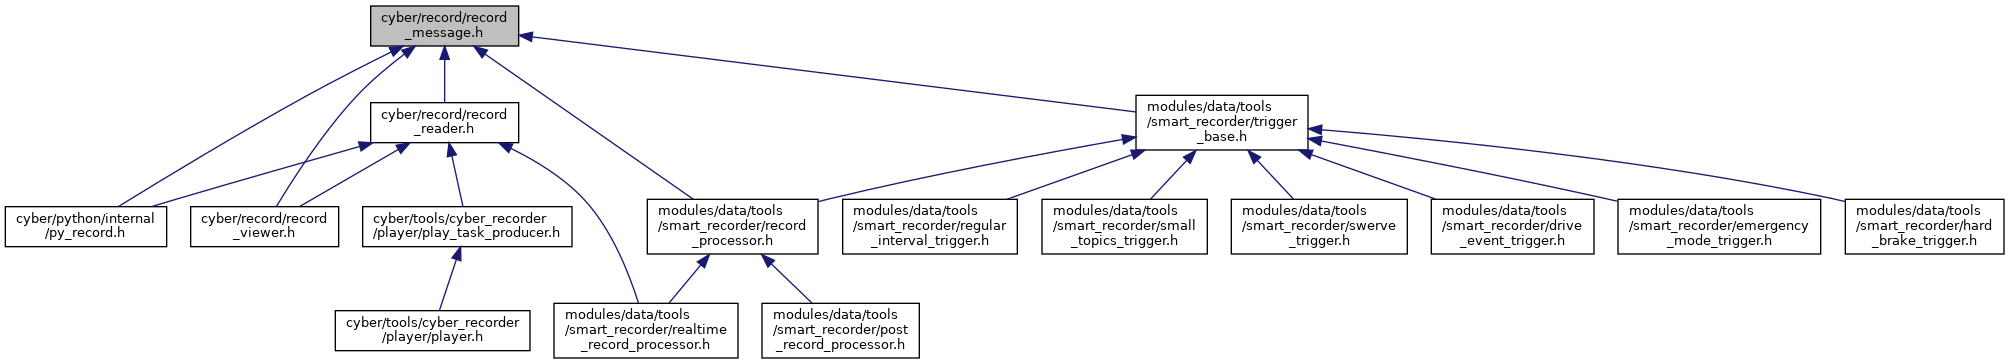 cyber/record/record
_message.h
modules/data/tools
/smart_recorder/trigger
_base.h
cyber/record/record
_reader.h
cyber/python/internal
/py_record.h
cyber/record/record
_viewer.h
cyber/tools/cyber_recorder
/player/play_task_producer.h
modules/data/tools
/smart_recorder/record
_processor.h
modules/data/tools
/smart_recorder/regular
_interval_trigger.h
modules/data/tools
/smart_recorder/small
_topics_trigger.h
modules/data/tools
/smart_recorder/swerve
_trigger.h
modules/data/tools
/smart_recorder/drive
_event_trigger.h
modules/data/tools
/smart_recorder/emergency
_mode_trigger.h
modules/data/tools
/smart_recorder/hard
_brake_trigger.h
cyber/tools/cyber_recorder
/player/player.h
modules/data/tools
/smart_recorder/realtime
_record_processor.h
modules/data/tools
/smart_recorder/post
_record_processor.h